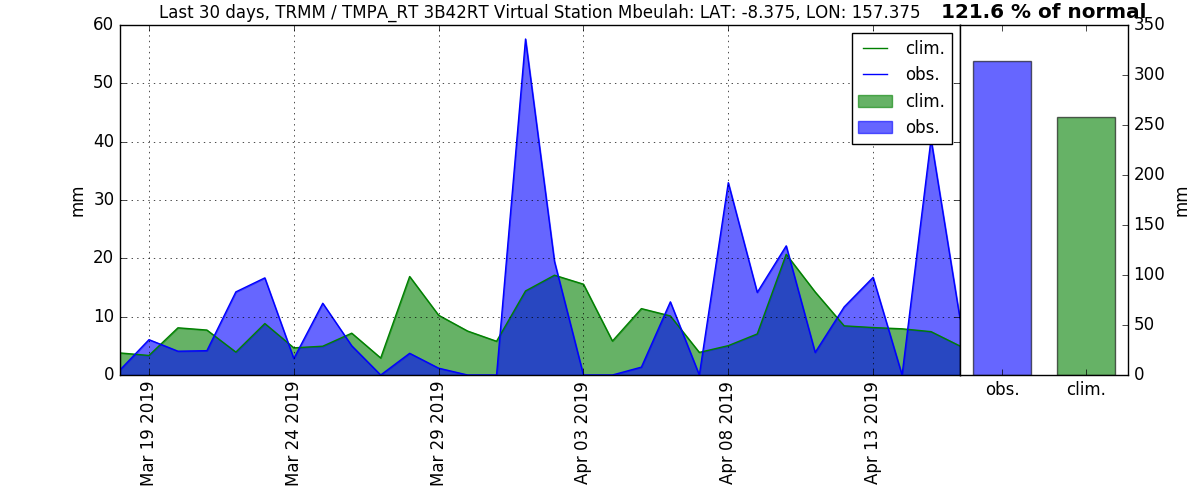 Last 30 days, TRMM / TMPA_RT 3B42RT Virtual Station Mbeulah: LAT: -8.375, LON: 157.375
121.6 % of normal
60
50
40
30
20
10
0
mm
clim.
obs.
clim.
obs.
Mar 19 2019
Mar 24 2019
Mar 29 2019
Apr 03 2019
Apr 08 2019
Apr 13 2019
350
300
250
200
150
100
50
0
mm
obs.
clim.